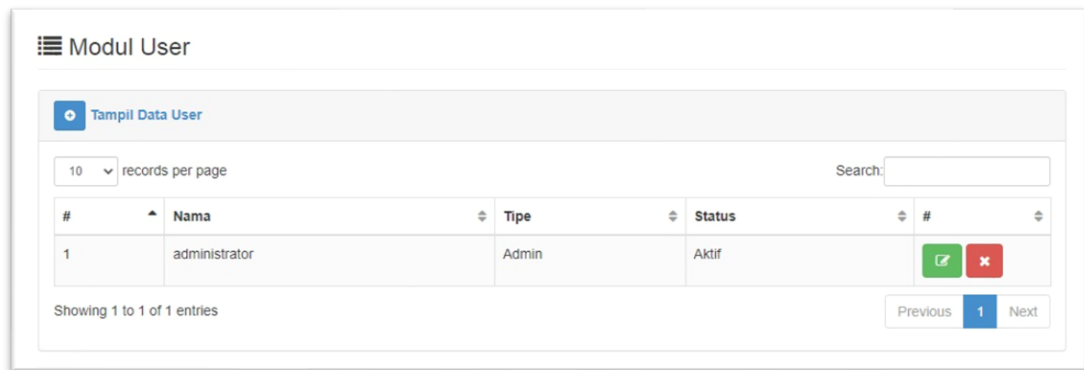 Modul User
Tampil Data User
10 records per page Search:
# Nama Tipe Status #
1 administrator Admin Aktif
Showing 1 to 1 of 1 entries Previous 1 Next